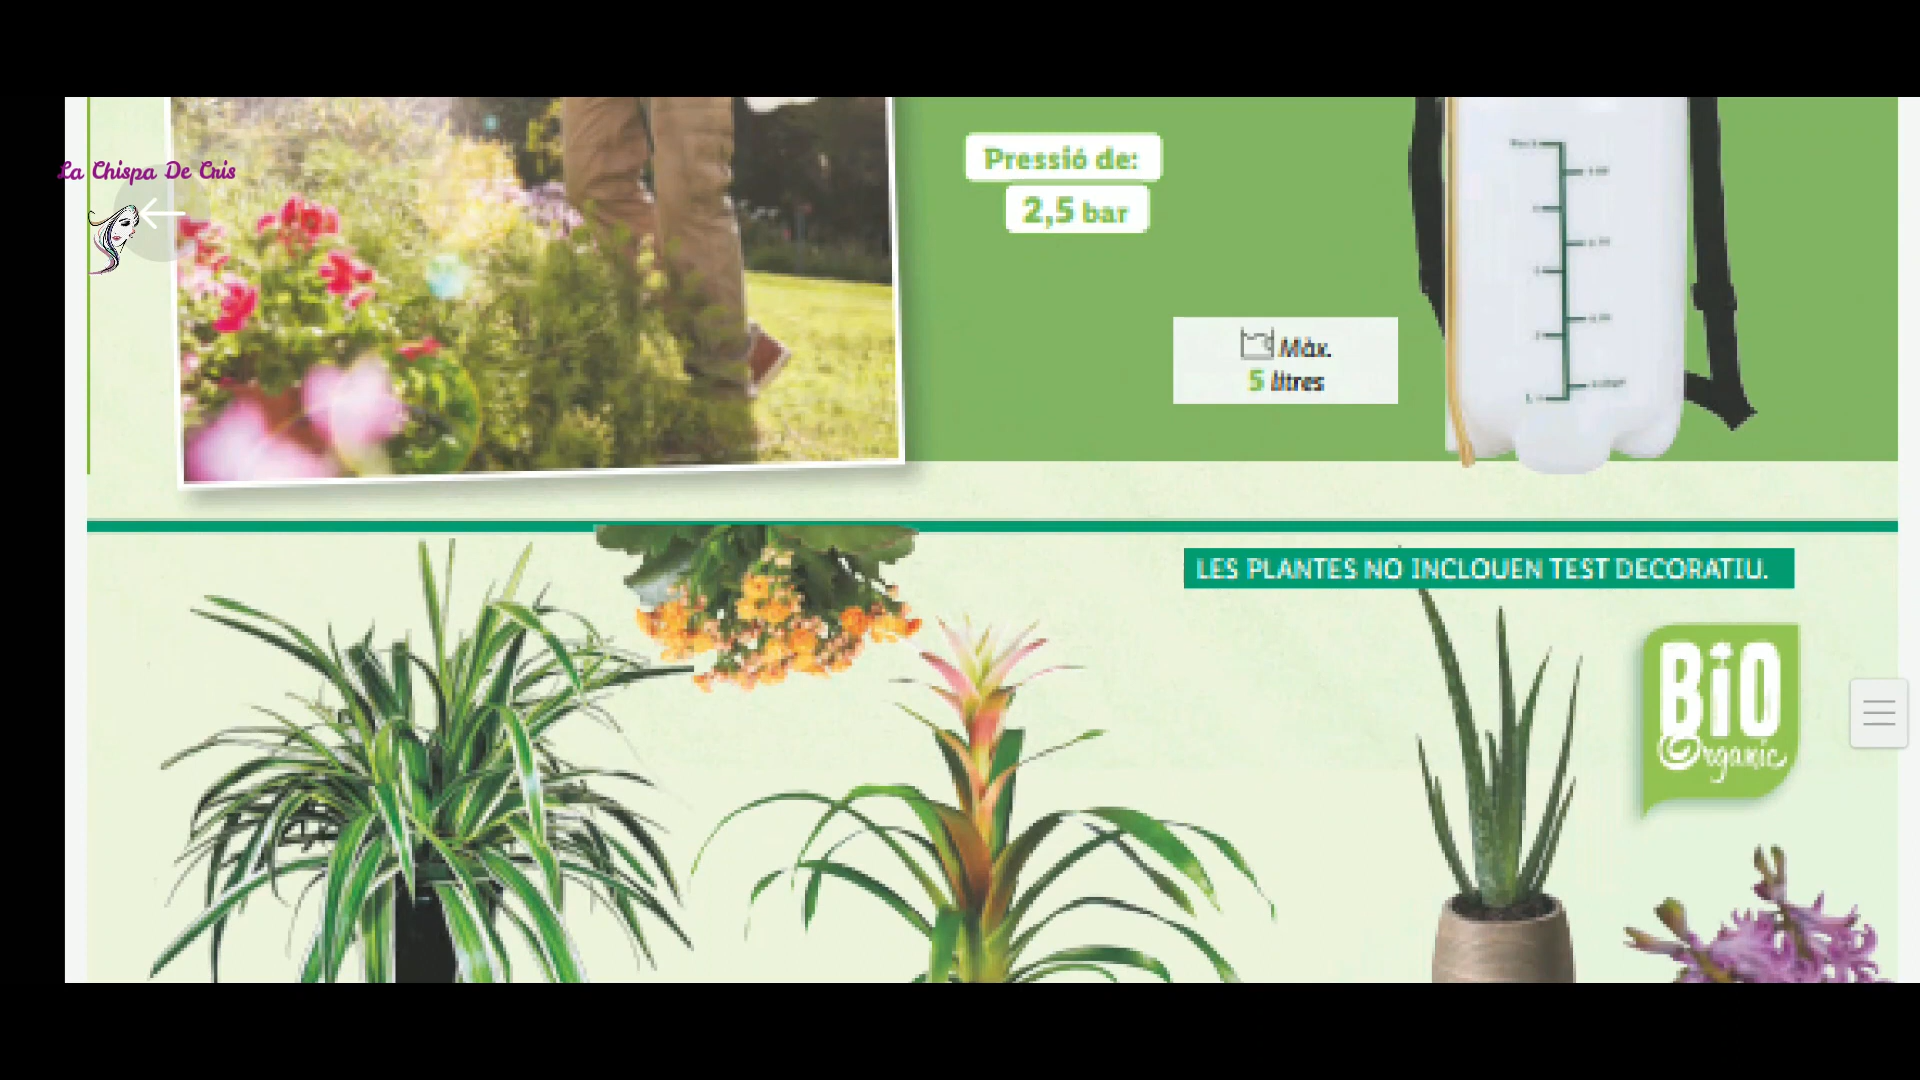 La Chispa De Cris
Pressió de:
2,5 bar
Màx.
5 litres
LES PLANTES NO INCLOUEN TEST DECORATIU.
BiO
Organic